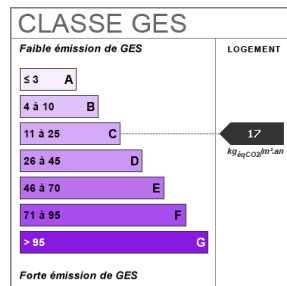 CLASSE GES
Faible émission de GES
LOGEMENT
≤ 3 A
4 à 10 B
11 à 25 C
17
kgéqCO2/m².an
26 à 45 D
46 à 70 E
71 à 95 F
> 95 G
Forte émission de GES